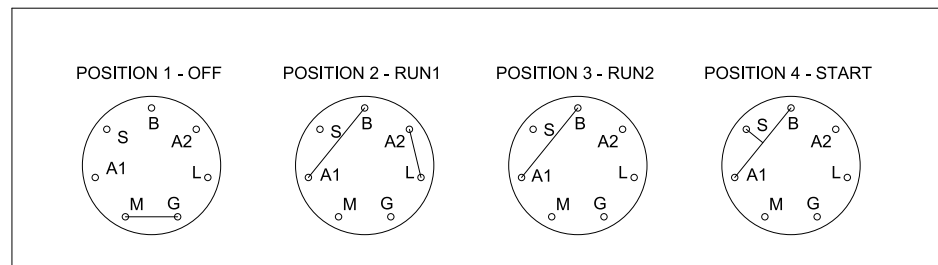 POSITION 1 - OFF
POSITION 2 - RUN1
POSITION 3 - RUN2
POSITION 4 - START
B
S
A2
A1
L
M
G
B
S
A2
A1
L
M
G
B
S
A2
A1
L
M
G
B
S
A2
A1
L
M
G